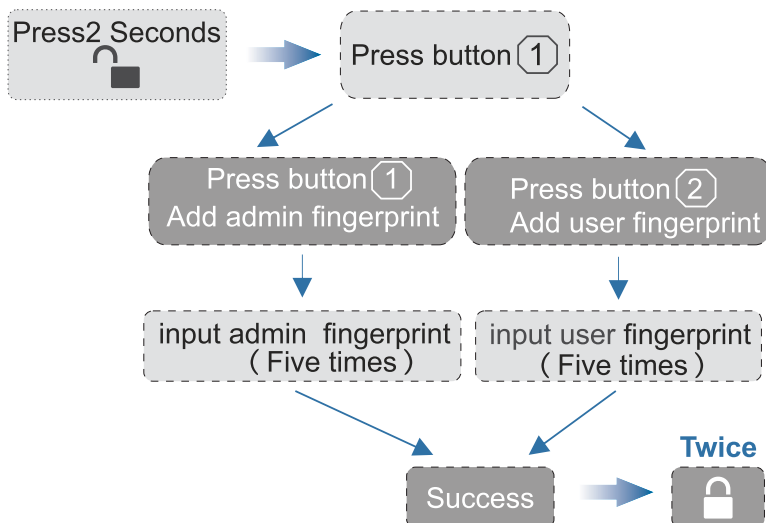 Press2 Seconds
Press button 1
Press button 1
Add admin fingerprint
Press button 2
Add user fingerprint
input admin fingerprint
( Five times )
input user fingerprint
( Five times )
Twice
Success